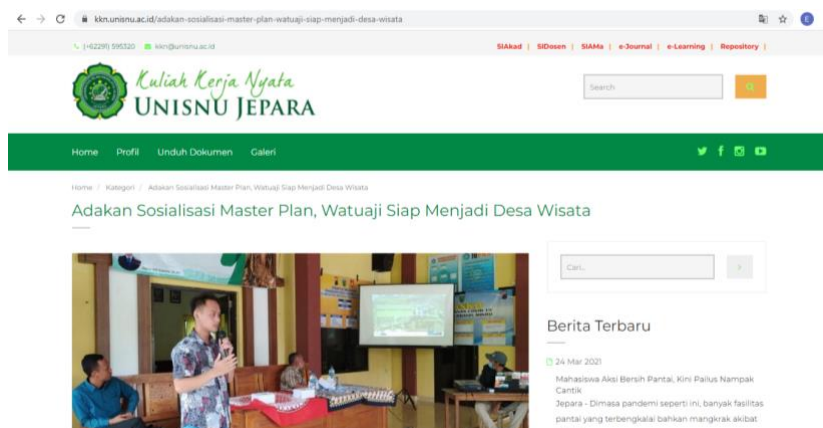 kkn.unisnu.ac.id/adakan-sosialisasi-master-plan-watuaji-siap-menjadi-desa-wisata
E
(+62291) 595320 kkn@unisnu.ac.id
SIAkad | SIDosen | SIAMa | e-Journal | e-Learning | Repository |
Kuliah Kerja Nyata
UNISNU JEPARA
Search
Home Profil Unduh Dokumen Galeri
Home / Kategori / Adakan Sosialisasi Master Plan, Watuaji Siap Menjadi Desa Wisata
Adakan Sosialisasi Master Plan, Watuaji Siap Menjadi Desa Wisata
Cari...
Berita Terbaru
24 Mar 2021
Mahasiswa Aksi Bersih Pantai, Kini Pailus Nampak
Cantik
Jepara - Dimasa pandemi seperti ini, banyak fasilitas
pantai yang terbengkalai bahkan mangkrak akibat